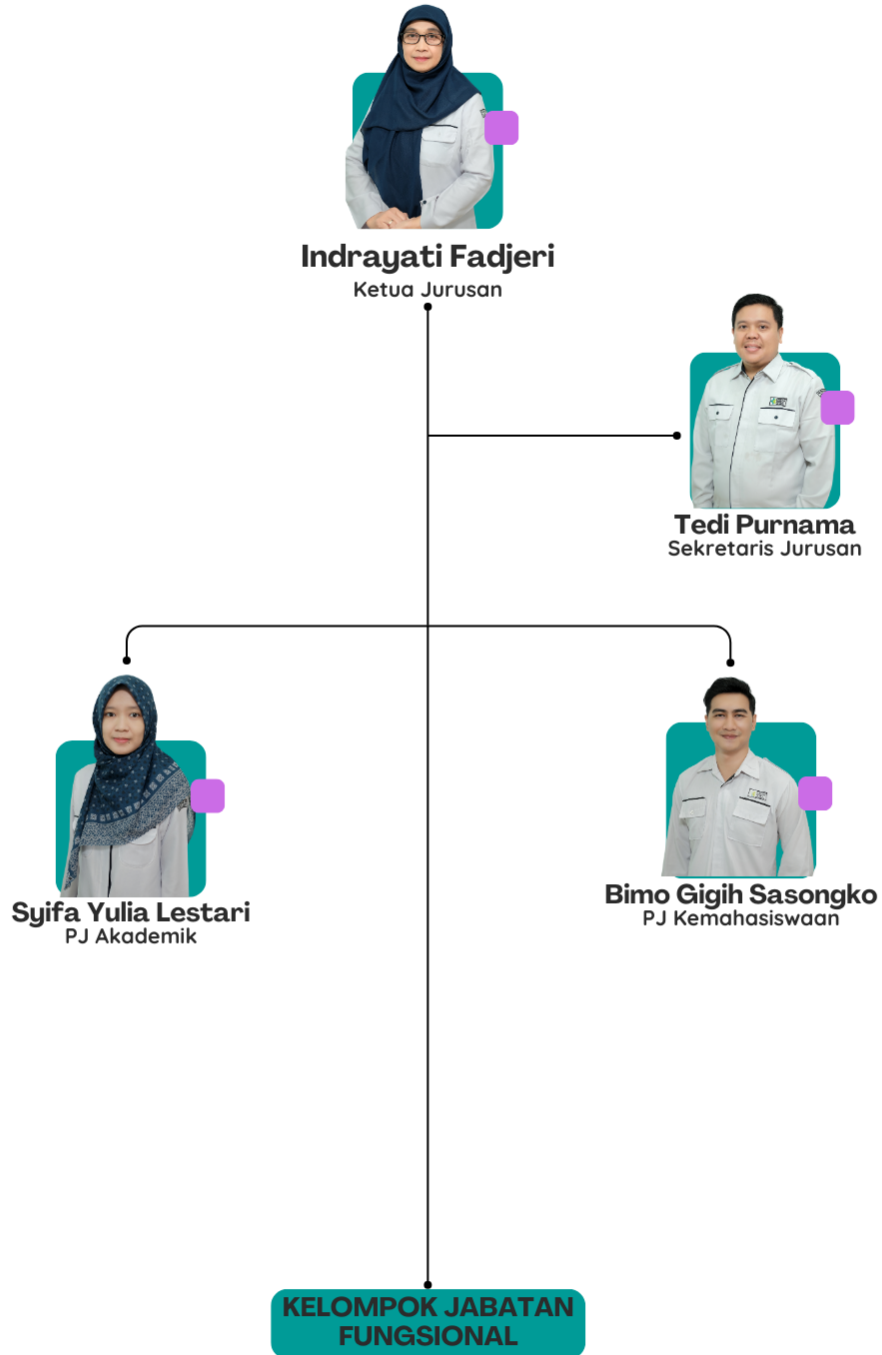 Indrayati Fadjeri
Ketua Jurusan
Tedi Purnama
Sekretaris Jurusan
Syifa Yulia Lestari
PJ Akademik
Bimo Gigih Sasongko
PJ Kemahasiswaan
KELOMPOK JABATAN
FUNGSIONAL